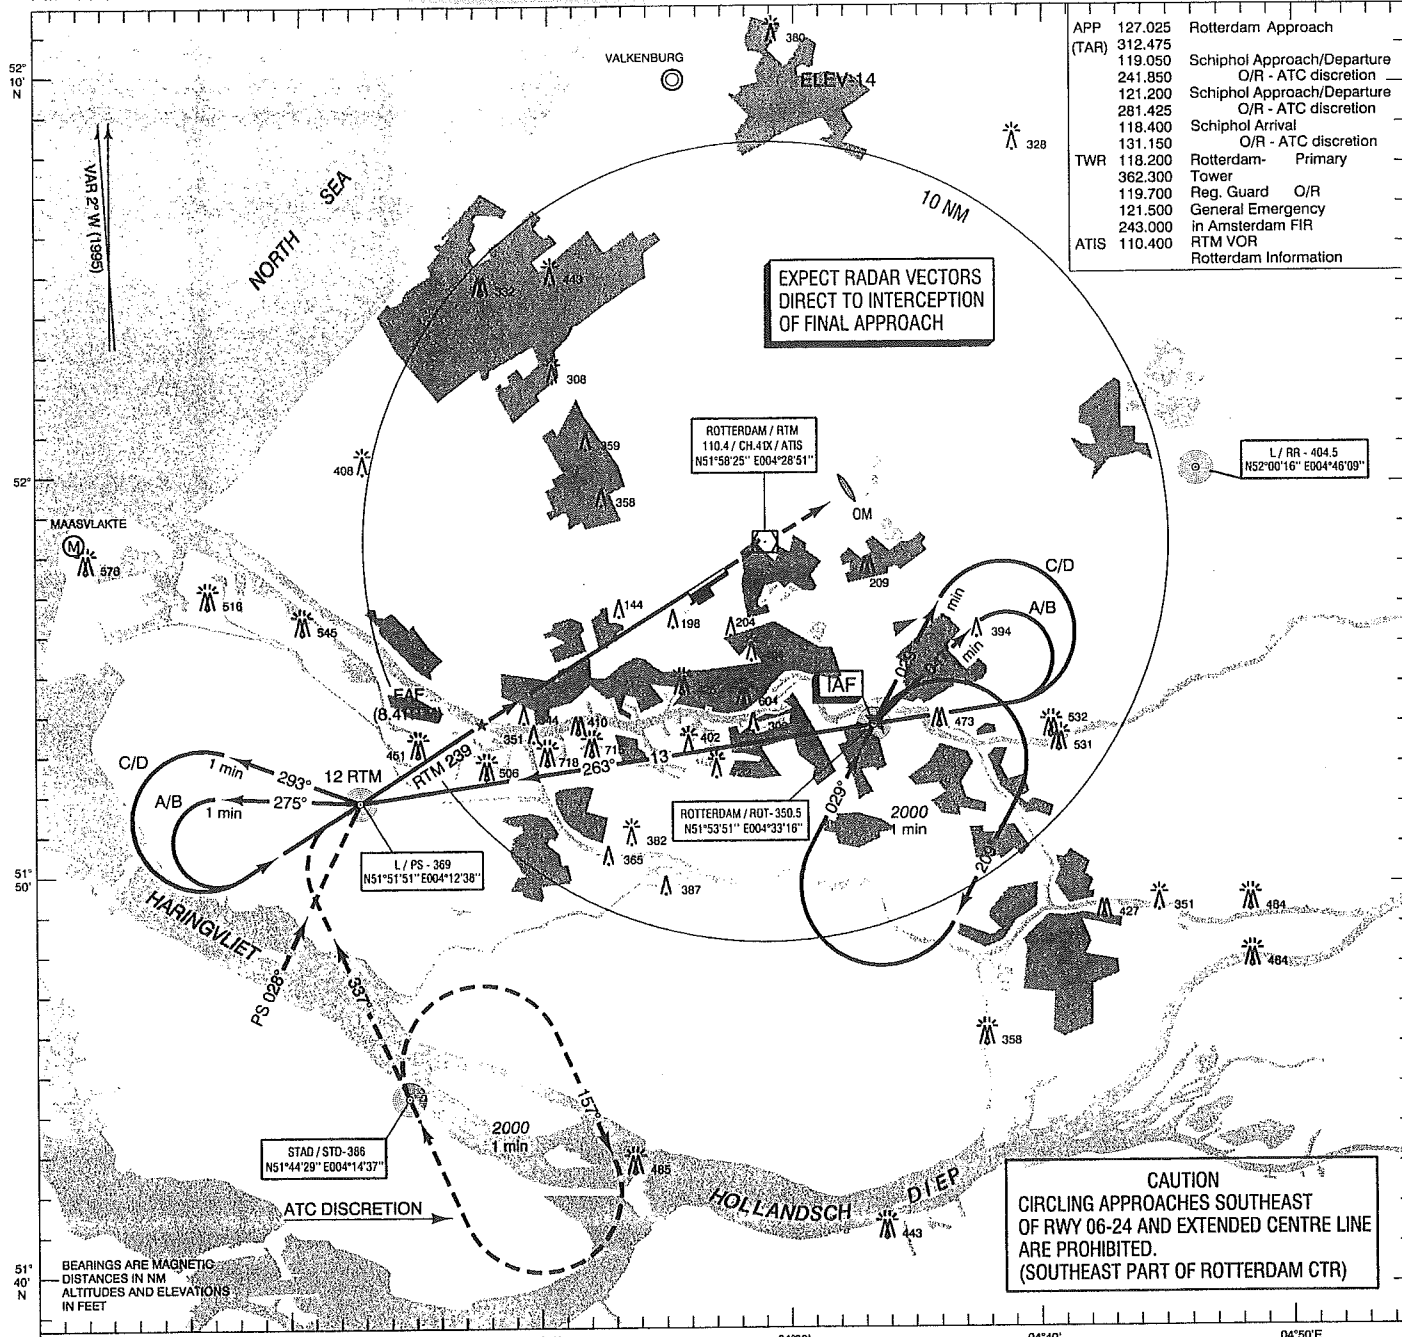 APP 127.025 Rotterdam Approach
(TAR) 312.475
119.050 Schiphol Approach/Departure
241.850 O/R - ATC discretion
121.200 Schiphol Approach/Departure
281.425 O/R - ATC discretion
118.400 Schiphol Arrival
131.150 O/R - ATC discretion
TWR 118.200 Rotterdam- Primary
362.300 Tower
119.700 Reg. Guard O/R
121.500 General Emergency
243.000 in Amsterdam FIR
ATIS 110.400 RTM VOR
Rotterdam Information
380
VALKENBURG
ELEV 14
52°
10'
N
328
VAR 2° W (1995)
NORTH SEA
10 NM
EXPECT RADAR VECTORS
DIRECT TO INTERCEPTION
OF FINAL APPROACH
332
443
308
359
408
358
ROTTERDAM / RTM
110.4 / CH.41X / ATIS
N51°58'25" E004°28'51"
L / RR - 404.5
N52°00'16" E004°46'09"
52°
OM
MAASVLAKTE
M
578
516
545
144
198
204
209
C/D
1 min
A/B
394
min
IAF
FAF
604
410
351
402
473
532
531
461
506
718
RTM 239
263°
13
C/D
1 min
293°
12 RTM
A/B
1 min
275°
029°
ROTTERDAM / ROT- 350.5
N51°53'51" E004°33'16"
2000
1 min
209
382
365
387
L / PS - 369
N51°51'51" E004°12'38"
51°
50'
HARINGVLIET
427
351
484
464
PS 028°
337°
358
157°
2000
1 min
STAD / STD-386
N51°44'29" E004°14'37"
485
ATC DISCRETION
HOLLANDSCH DIEP
443
CAUTION
CIRCLING APPROACHES SOUTHEAST
OF RWY 06-24 AND EXTENDED CENTRE LINE
ARE PROHIBITED.
(SOUTHEAST PART OF ROTTERDAM CTR)
BEARINGS ARE MAGNETIC
DISTANCES IN NM
ALTITUDES AND ELEVATIONS
IN FEET
51°
40'
N
04°40'
04°50'E